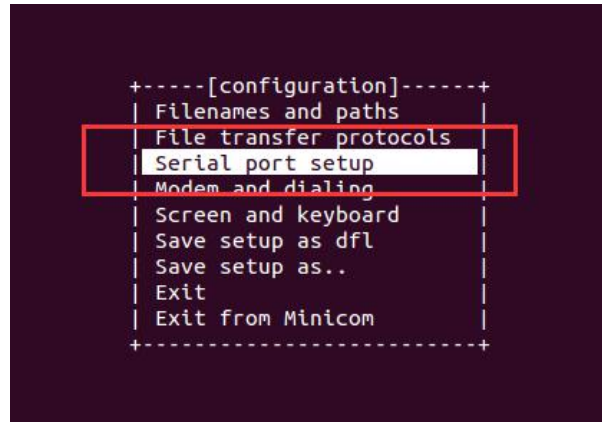 +-----[configuration]------+
| Filenames and paths |
| File transfer protocols |
| Serial port setup |
| Modem and dialing |
| Screen and keyboard |
| Save setup as dfl |
| Save setup as.. |
| Exit |
| Exit from Minicom |
+--------------------------+